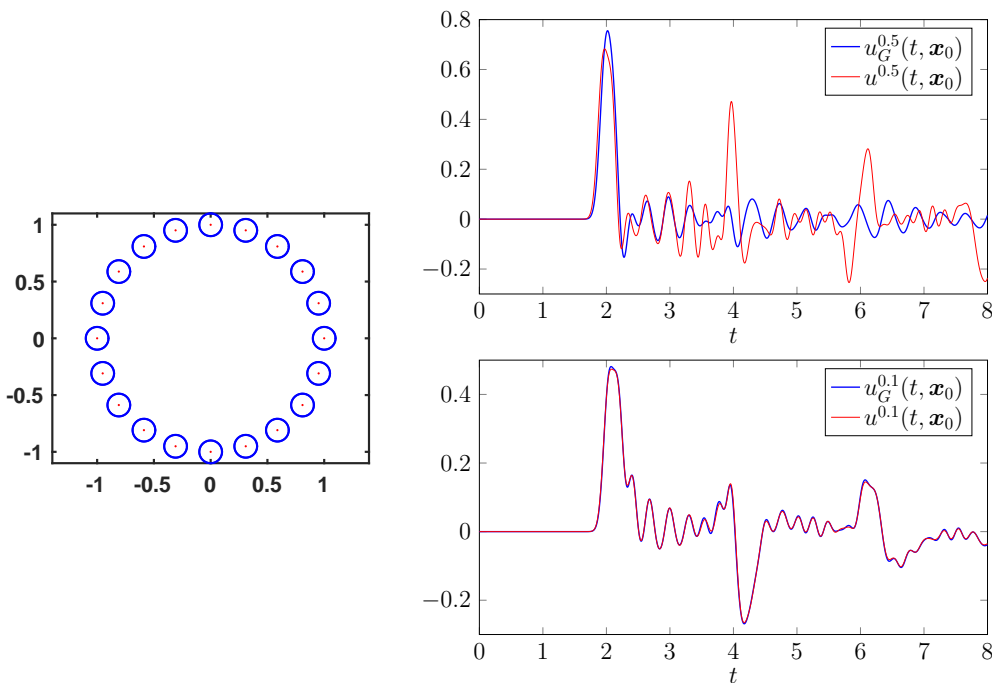 1
0.5
0
-0.5
-1
-1 -0.5 0 0.5 1
0.8
0.6
0.4
0.2
0
−0.2
0 1 2 3 4 5 6 7 8
t
u_G^{0.5}(t, x_0)
u^{0.5}(t, x_0)
0.4
0.2
0
−0.2
0 1 2 3 4 5 6 7 8
t
u_G^{0.1}(t, x_0)
u^{0.1}(t, x_0)